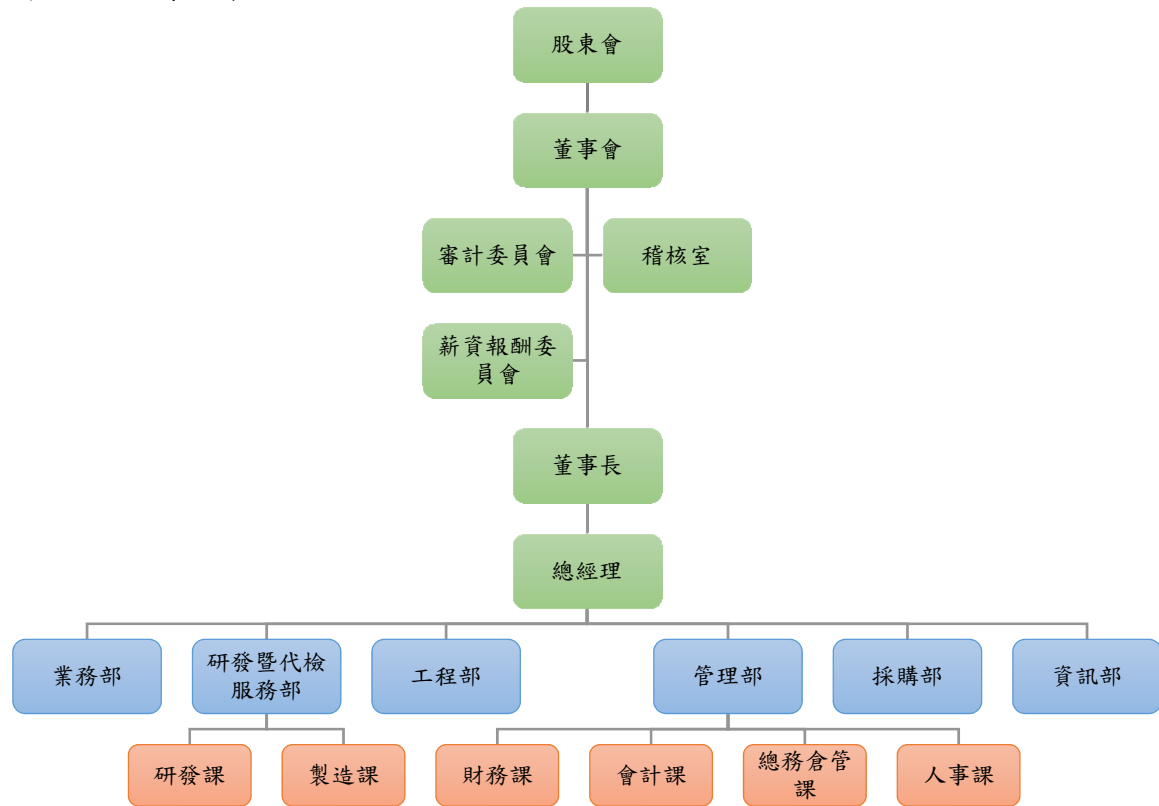 股東會
董事會
審計委員會
稽核室
薪資報酬委
員會
董事長
總經理
業務部
研發暨代檢
服務部
工程部
管理部
採購部
資訊部
研發課
製造課
財務課
會計課
總務倉管
課
人事課